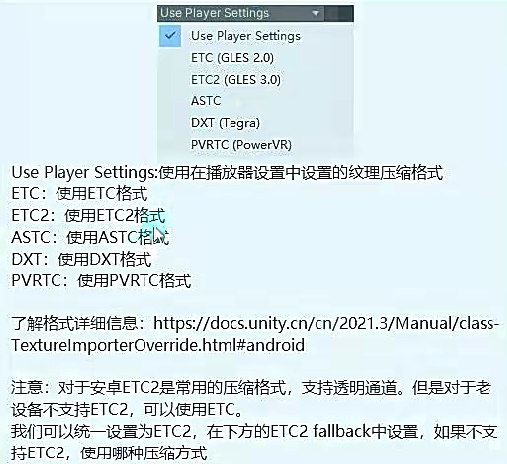 Use Player Settings
Use Player Settings
ETC (GLES 2.0)
ETC2 (GLES 3.0)
ASTC
DXT (Tegra)
PVRTC (PowerVR)
Use Player Settings:使用在播放器设置中设置的纹理压缩格式
ETC：使用ETC格式
ETC2：使用ETC2格式
ASTC：使用ASTC格式
DXT：使用DXT格式
PVRTC：使用PVRTC格式
了解格式详细信息：https://docs.unity.cn/cn/2021.3/Manual/class-
TextureImporterOverride.html#android
注意：对于安卓ETC2是常用的压缩格式，支持透明通道。但是对于老
设备不支持ETC2，可以使用ETC。
我们可以统一设置为ETC2，在下方的ETC2 fallback中设置，如果不支
持ETC2，使用哪种压缩方式